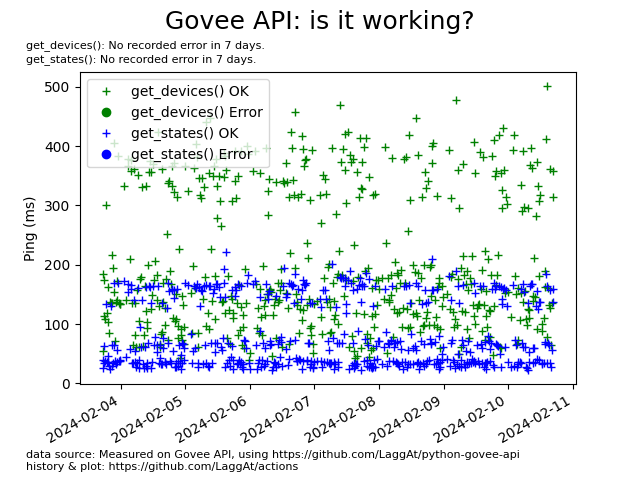 Govee API: is it working?
get_devices(): No recorded error in 7 days.
get_states(): No recorded error in 7 days.
500
400
300
200
100
0
Ping (ms)
get_devices() OK
get_devices() Error
get_states() OK
get_states() Error
2024-02-04
2024-02-05
2024-02-06
2024-02-07
2024-02-08
2024-02-09
2024-02-10
2024-02-11
data source: Measured on Govee API, using https://github.com/LaggAt/python-govee-api
history & plot: https://github.com/LaggAt/actions